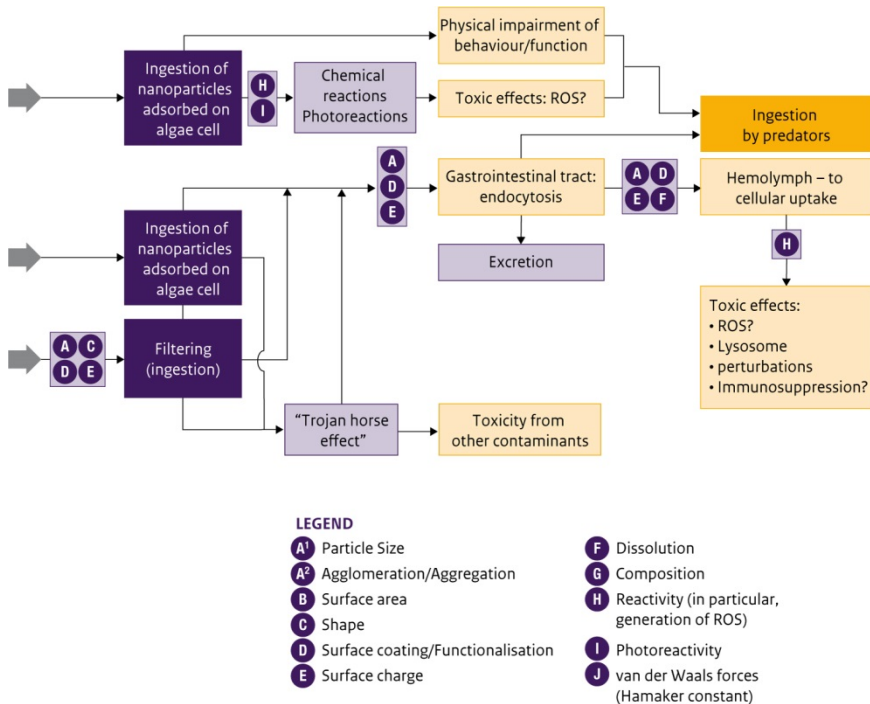 Physical impairment of
behaviour/function
Ingestion of
nanoparticles
adsorbed on
algae cell
H
I
Chemical
reactions
Photoreactions
Toxic effects: ROS?
Ingestion
by predators
A
D
E
Gastrointestinal tract:
endocytosis
A D
E F
Hemolymph – to
cellular uptake
Ingestion of
nanoparticles
adsorbed on
algae cell
Excretion
H
Toxic effects:
• ROS?
• Lysosome
• perturbations
• Immunosuppression?
A C
D E
Filtering
(ingestion)
“Trojan horse
effect”
Toxicity from
other contaminants
LEGEND
A¹ Particle Size
A² Agglomeration/Aggregation
B Surface area
C Shape
D Surface coating/Functionalisation
E Surface charge
F Dissolution
G Composition
H Reactivity (in particular,
generation of ROS)
I Photoreactivity
J van der Waals forces
(Hamaker constant)